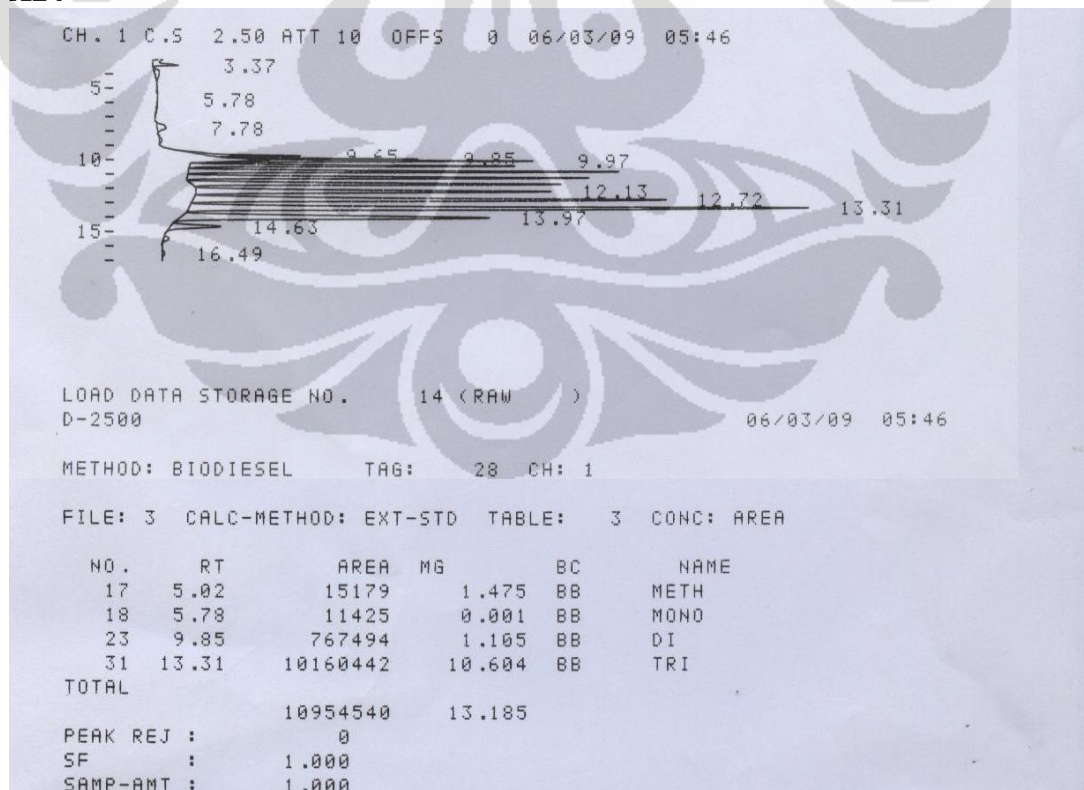 CH. 1 C.S 2.50 ATT 10 OFFS 0 06/03/09 05:46
3.37
5-
5.78
7.78
10-
9.65 9.85 9.97
12.13 12.72 13.31
13.97
14.63
15-
16.49
LOAD DATA STORAGE NO. 14 (RAW )
D-2500 06/03/09 05:46
METHOD: BIODIESEL TAG: 28 CH: 1
FILE: 3 CALC-METHOD: EXT-STD TABLE: 3 CONC: AREA
NO. RT AREA MG BC NAME
17 5.02 15179 1.475 BB METH
18 5.78 11425 0.001 BB MONO
23 9.85 767494 1.105 BB DI
31 13.31 10160442 10.604 BB TRI
TOTAL
10954540 13.185
PEAK REJ : 0
SF : 1.000
SAMP-AMT : 1.000